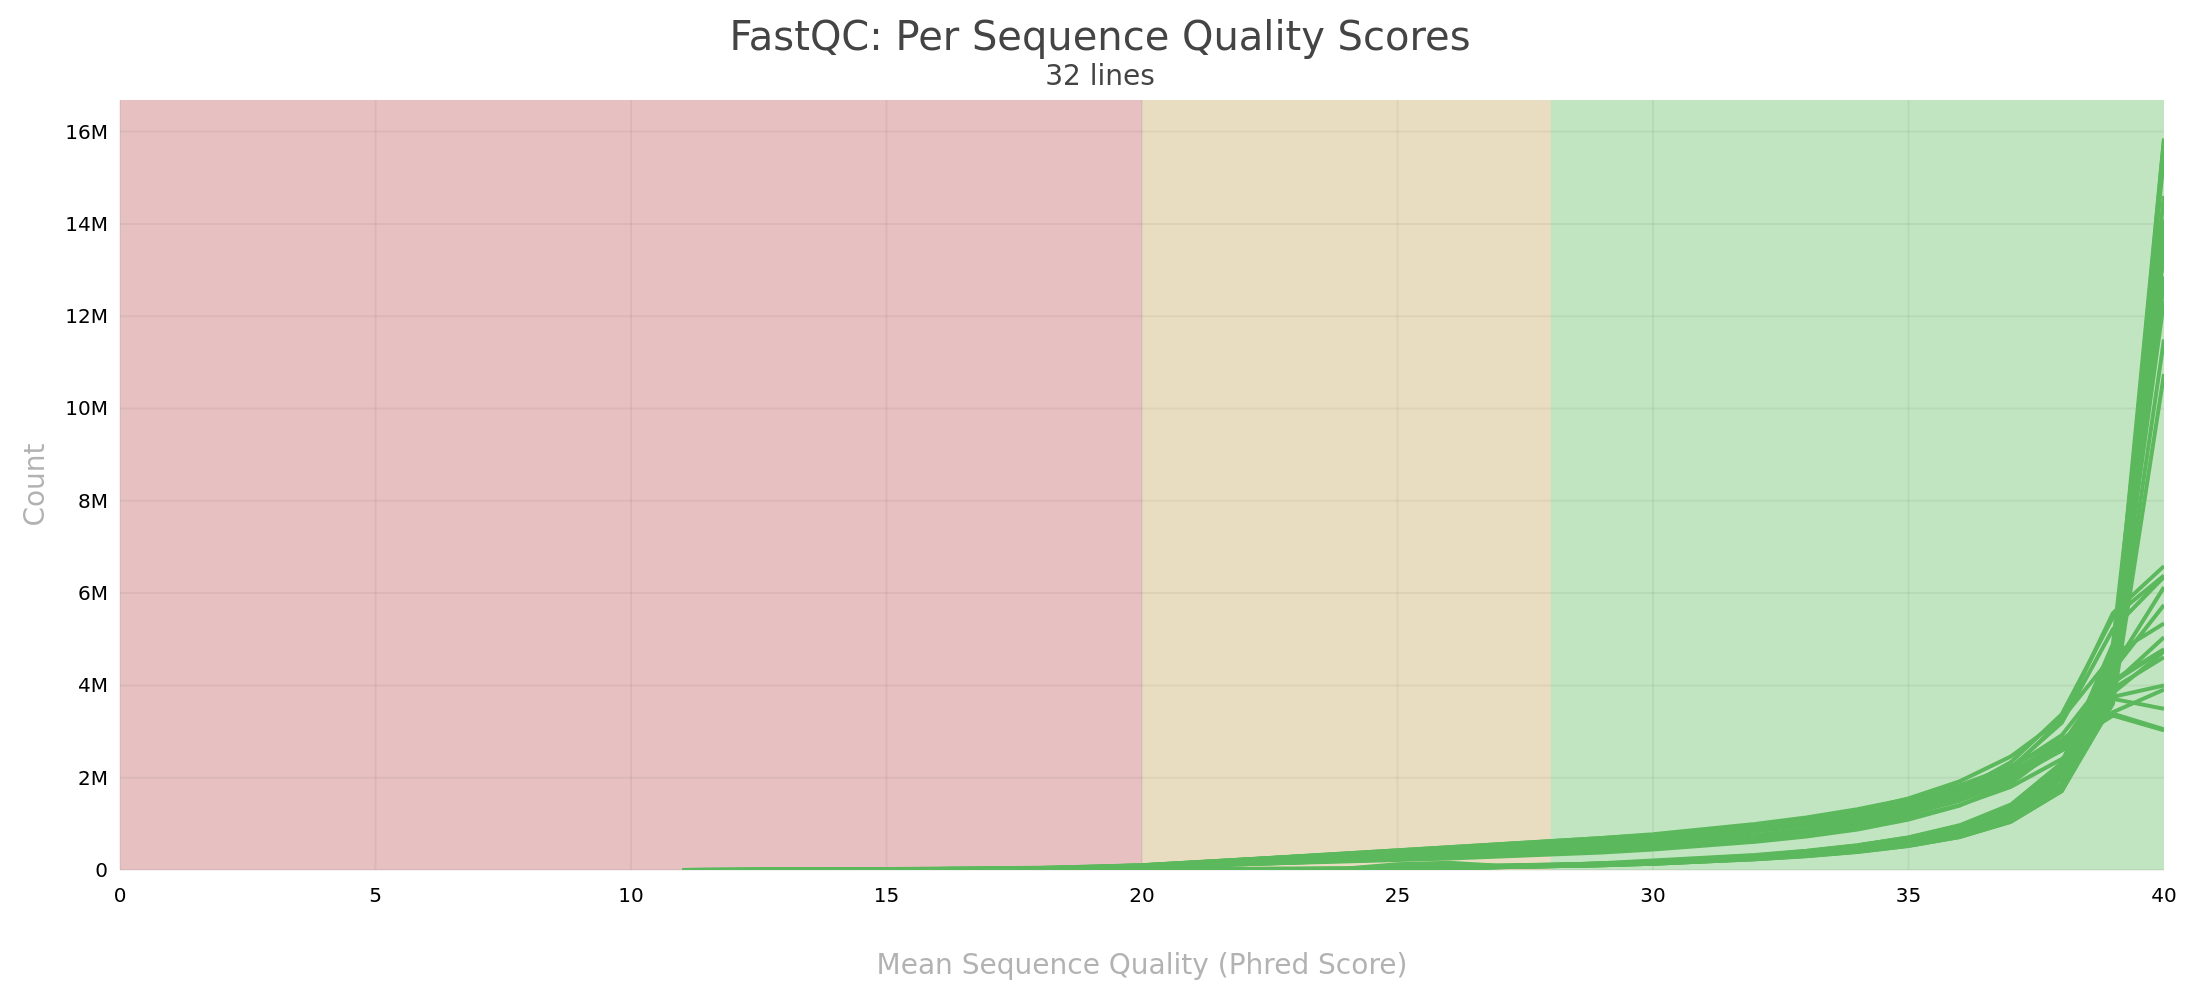 FastQC: Per Sequence Quality Scores
32 lines
16M
14M
12M
10M
8M
6M
4M
2M
0
Count
0 5 10 15 20 25 30 35 40
Mean Sequence Quality (Phred Score)